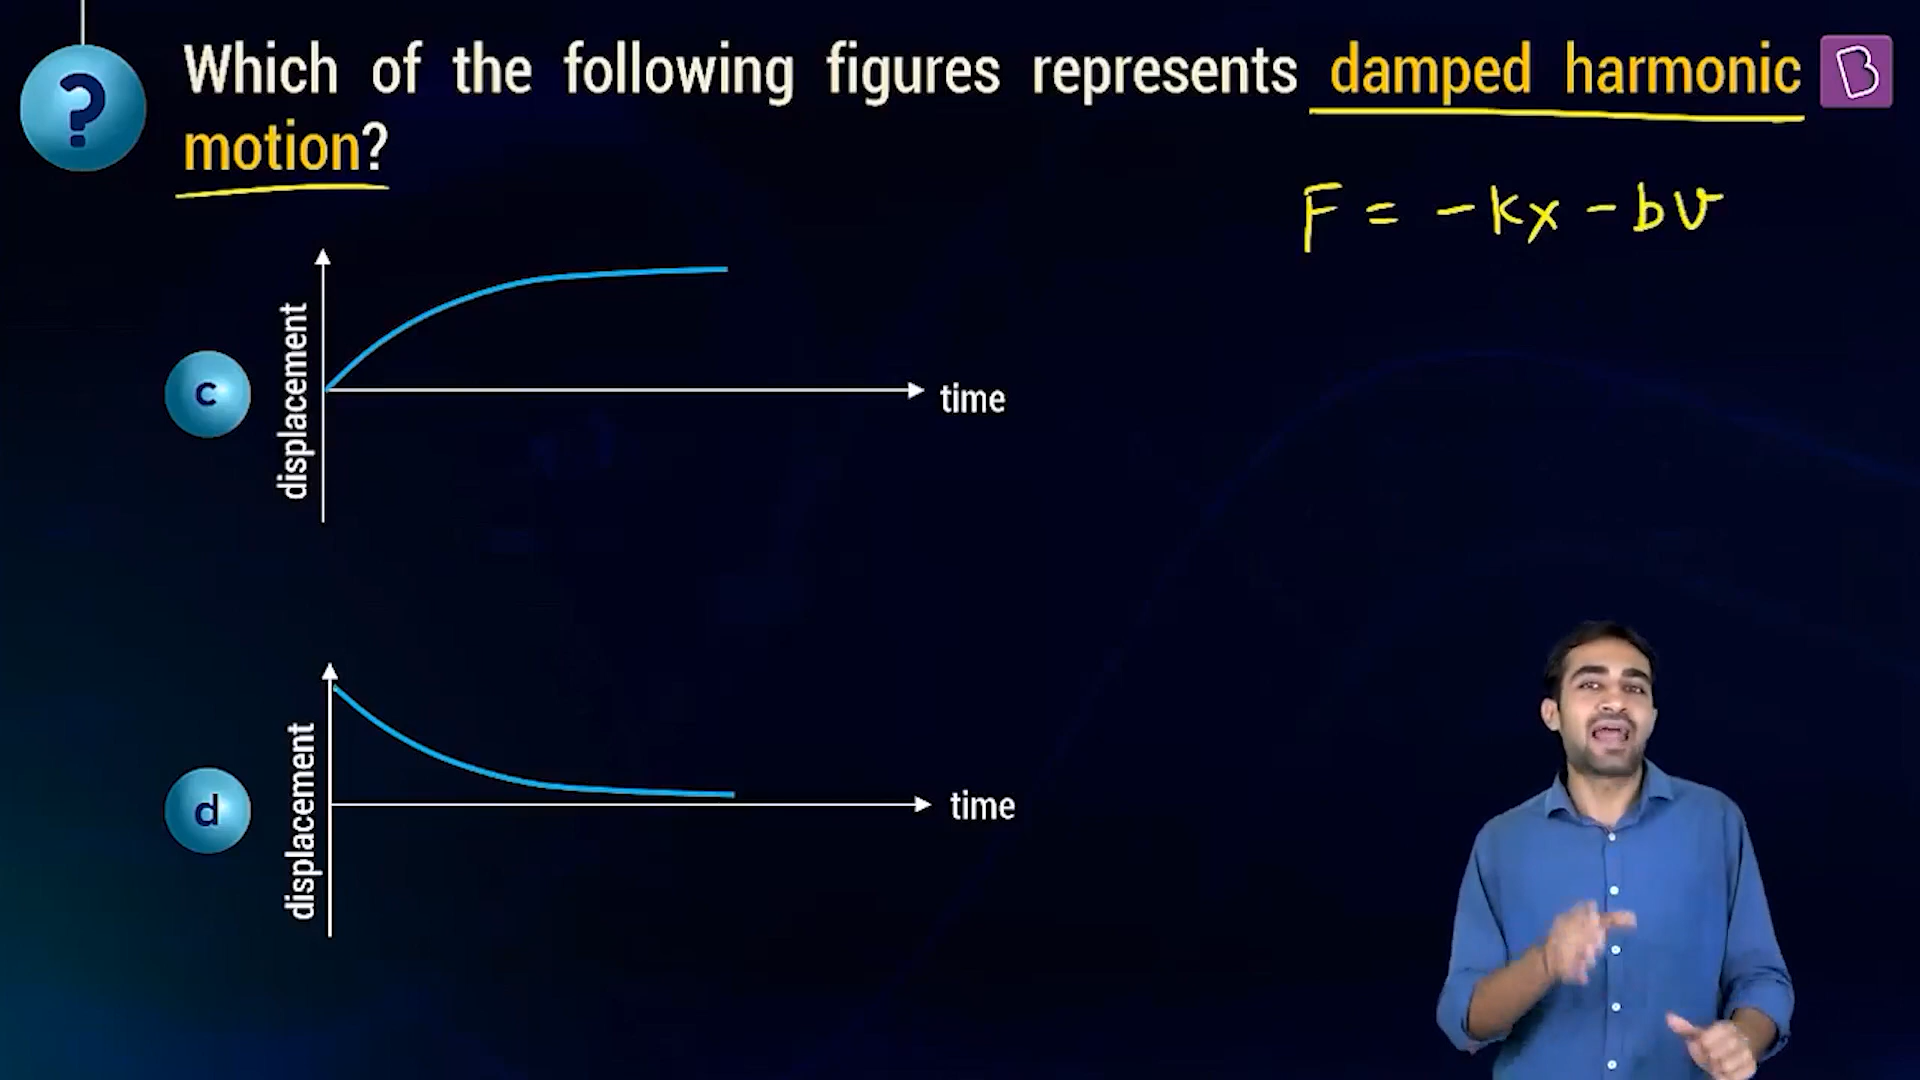 ?
Which of the following figures represents damped harmonic
motion?
B
F = -kx - bv
c
displacement
time
d
displacement
time